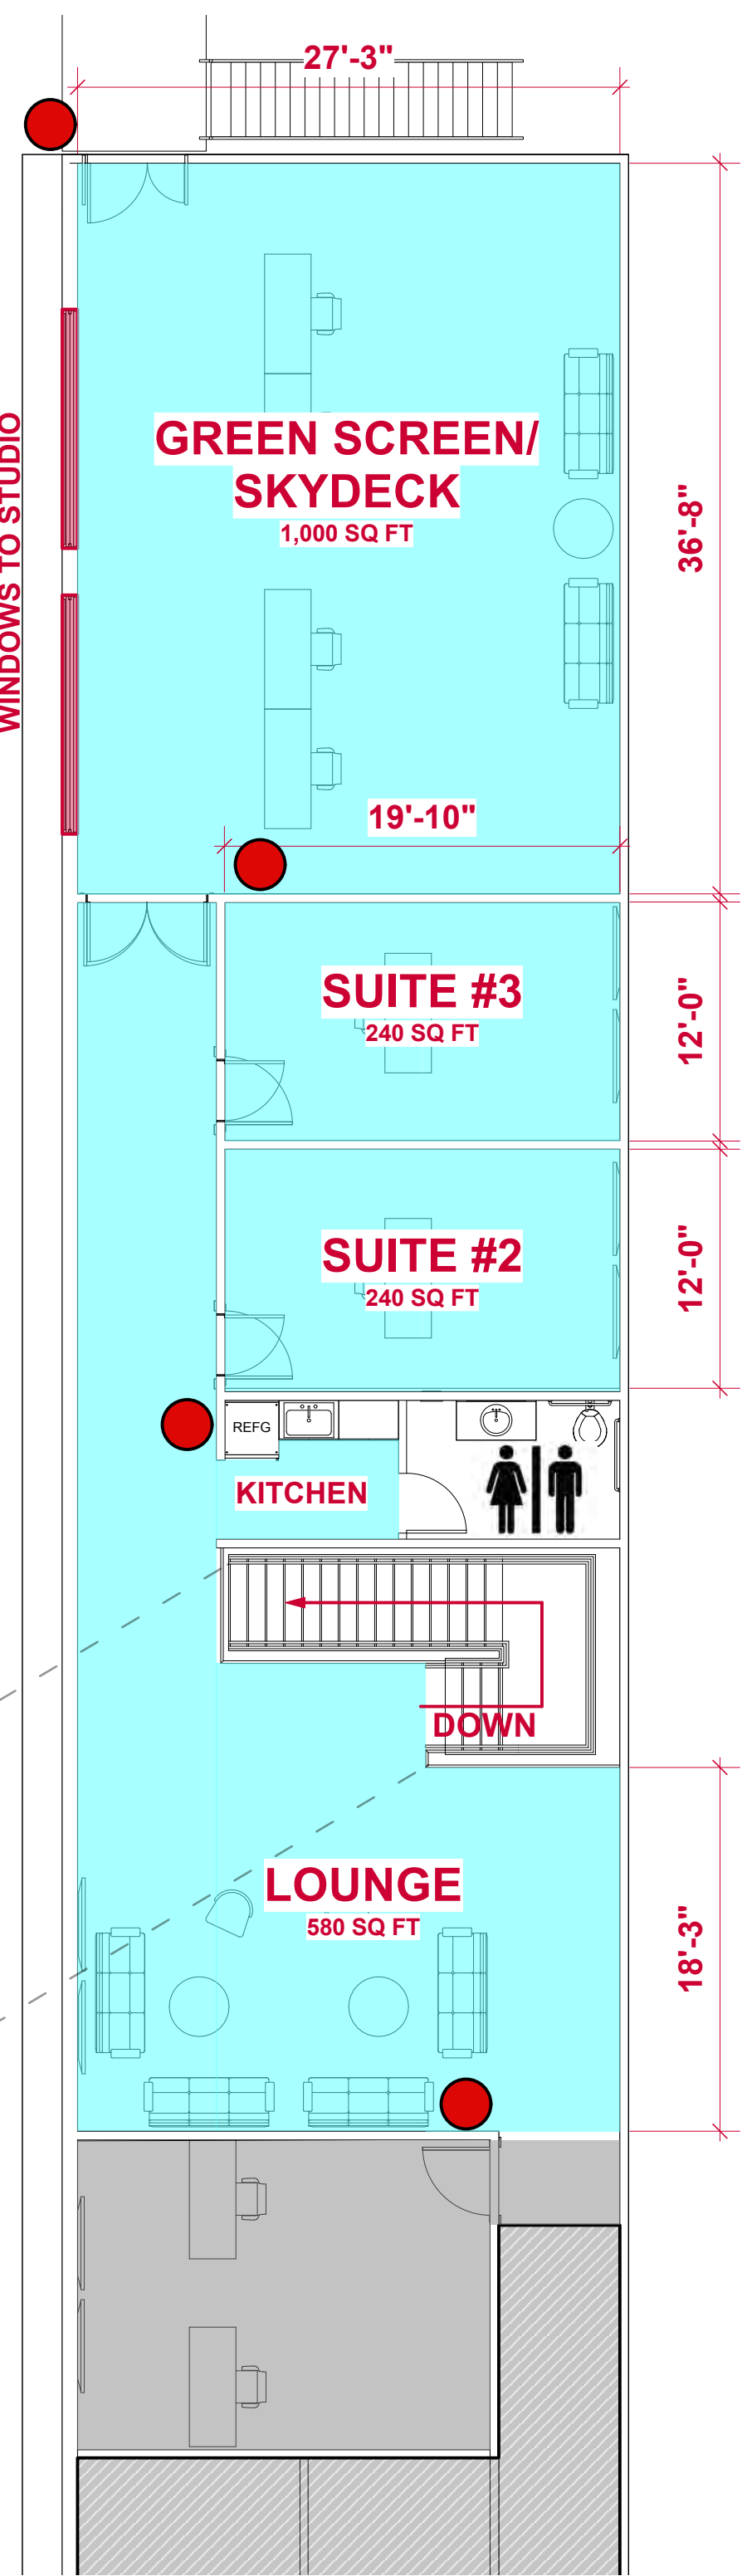 27'-3"
WINDOWS TO STUDIO
GREEN SCREEN/
SKYDECK
1,000 SQ FT
36'-8"
19'-10"
SUITE #3
240 SQ FT
12'-0"
SUITE #2
240 SQ FT
12'-0"
REFG
KITCHEN
DOWN
LOUNGE
580 SQ FT
18'-3"